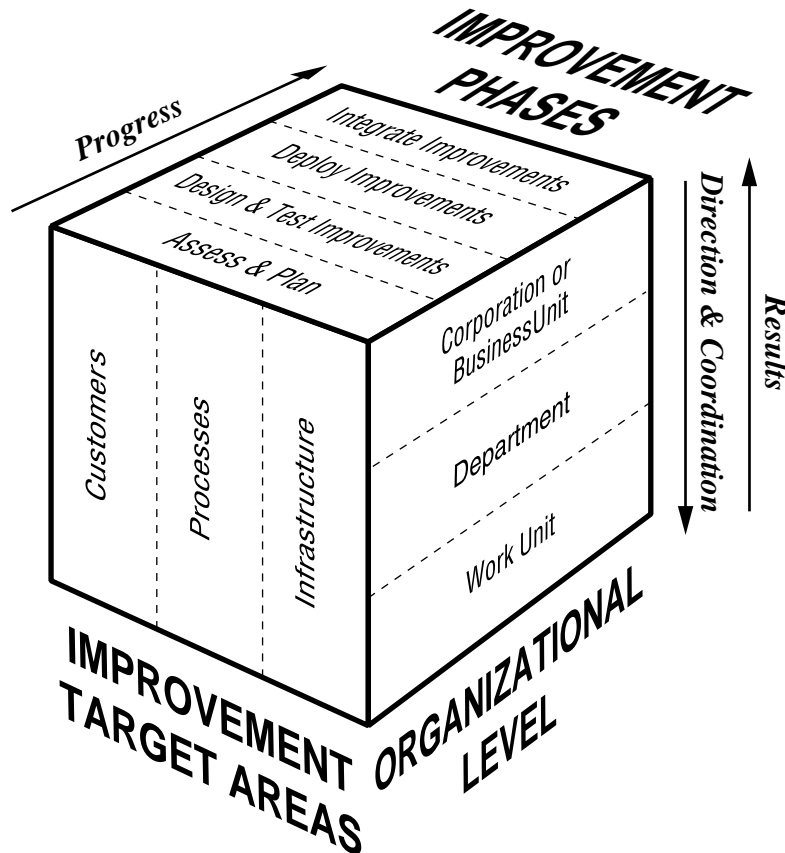 IMPROVEMENT
PHASES
Progress
Integrate Improvements
Deploy Improvements
Design & Test Improvements
Assess & Plan
Customers
Processes
Infrastructure
Corporation or
BusinessUnit
Department
Work Unit
Direction & Coordination
Results
IMPROVEMENT
TARGET AREAS
ORGANIZATIONAL
LEVEL